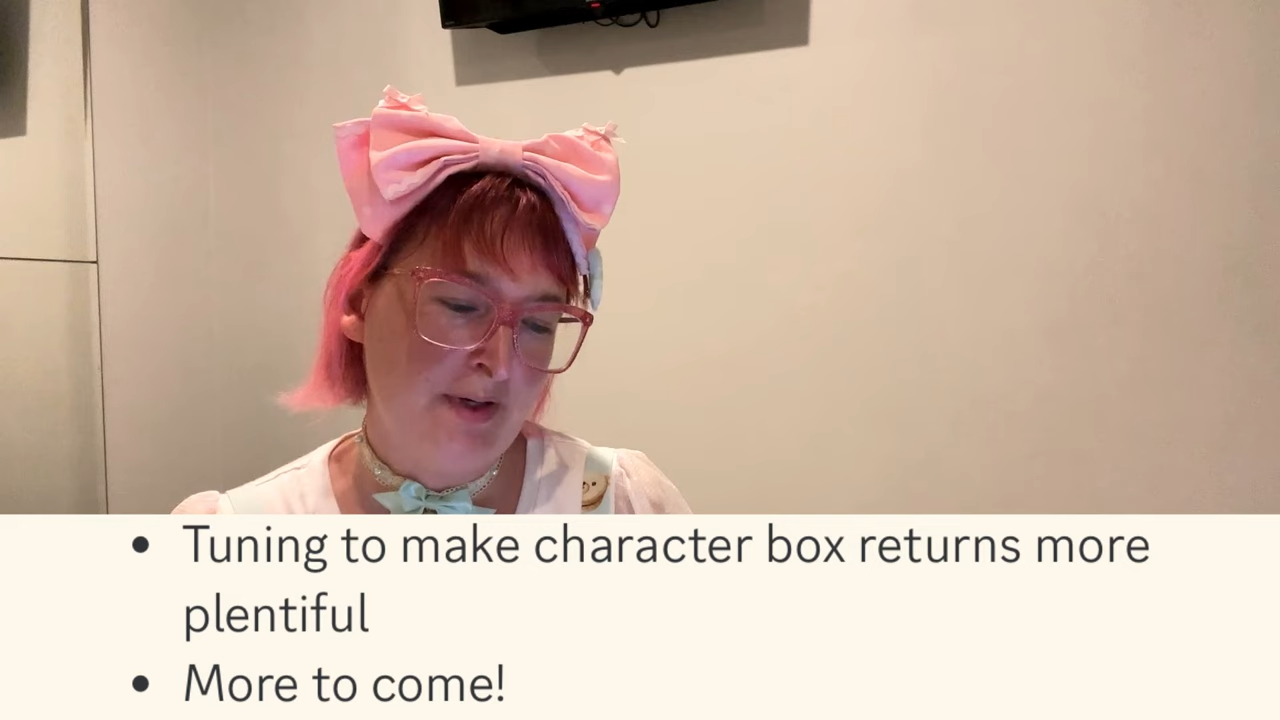 • Tuning to make character box returns more
plentiful
• More to come!